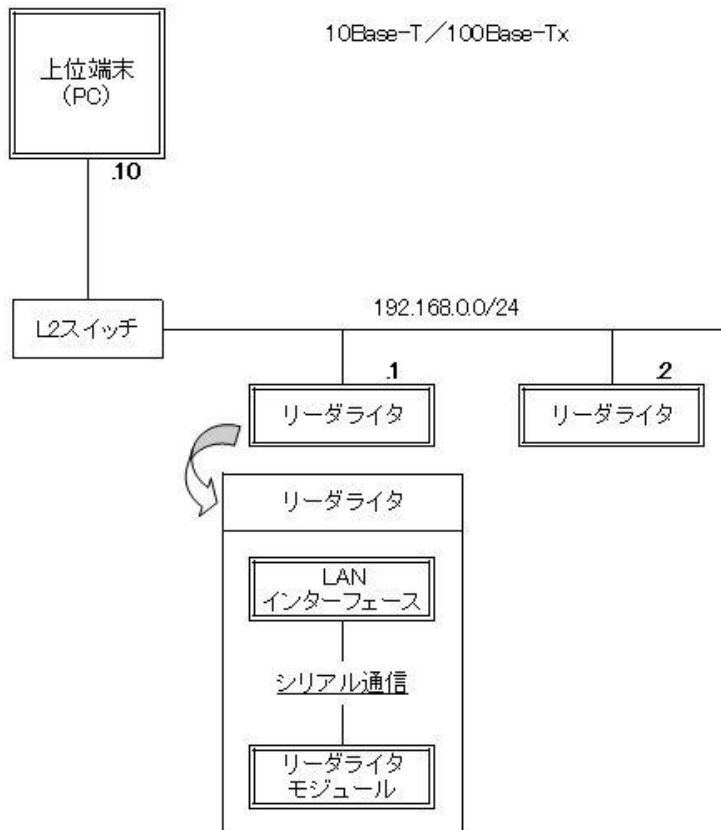 10Base-T／100Base-Tx
上位端末
(PC)
.10
L2スイッチ
192.168.0.0/24
.1
.2
リーダライタ
リーダライタ
リーダライタ
LAN
インターフェース
シリアル通信
リーダライタ
モジュール